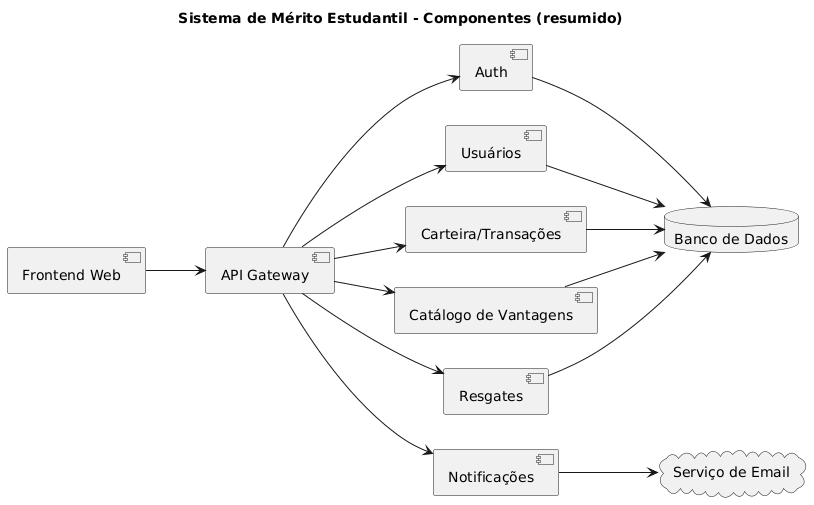 Sistema de Mérito Estudantil - Componentes (resumido)
Auth
Usuários
Carteira/Transações
Banco de Dados
Frontend Web
API Gateway
Catálogo de Vantagens
Resgates
Notificações
Serviço de Email